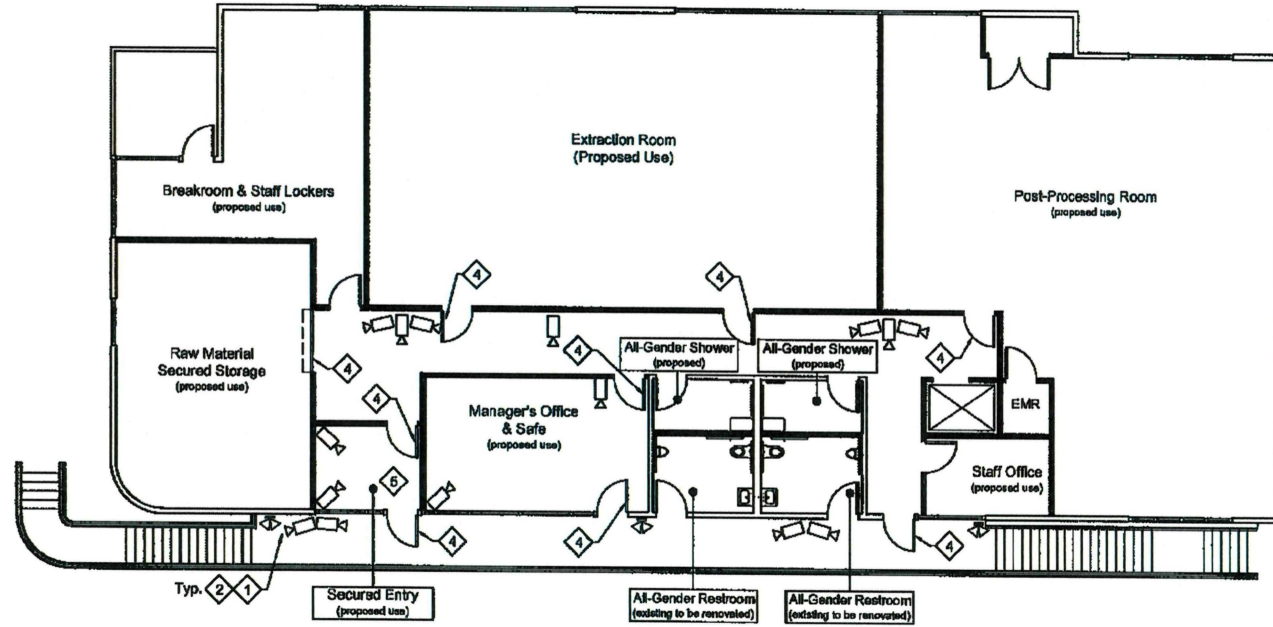 Extraction Room
(Proposed Use)
Breakroom & Staff Lockers
(proposed use)
Post-Processing Room
(proposed use)
4
4
Raw Material
Secured Storage
(proposed use)
4
4
All-Gender Shower
(proposed)
All-Gender Shower
(proposed)
4
4
Manager's Office
& Safe
(proposed use)
EMR
5
Staff Office
(proposed use)
4
4
4
Typ. 2 1
Secured Entry
(proposed use)
All-Gender Restroom
(existing to be renovated)
All-Gender Restroom
(existing to be renovated)